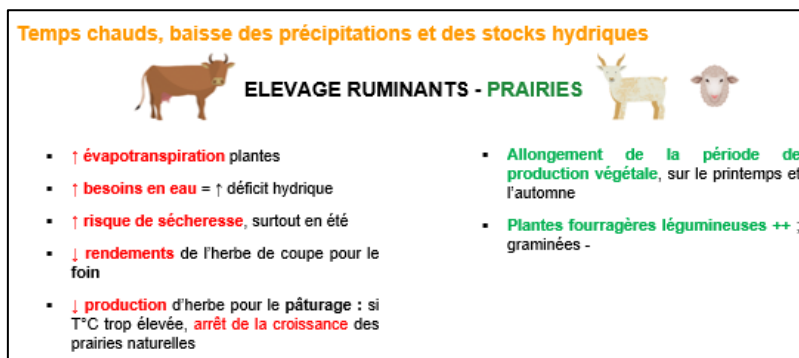 Temps chauds, baisse des précipitations et des stocks hydriques
ELEVAGE RUMINANTS - PRAIRIES
▪ ↑ évapotranspiration plantes
▪ ↑ besoins en eau = ↑ déficit hydrique
▪ ↑ risque de sécheresse, surtout en été
▪ ↓ rendements de l’herbe de coupe pour le
foin
▪ ↓ production d’herbe pour le pâturage : si
T°C trop élevée, arrêt de la croissance des
prairies naturelles
▪ Allongement de la période de
production végétale, sur le printemps et
l’automne
▪ Plantes fourragères légumineuses ++ ;
graminées -